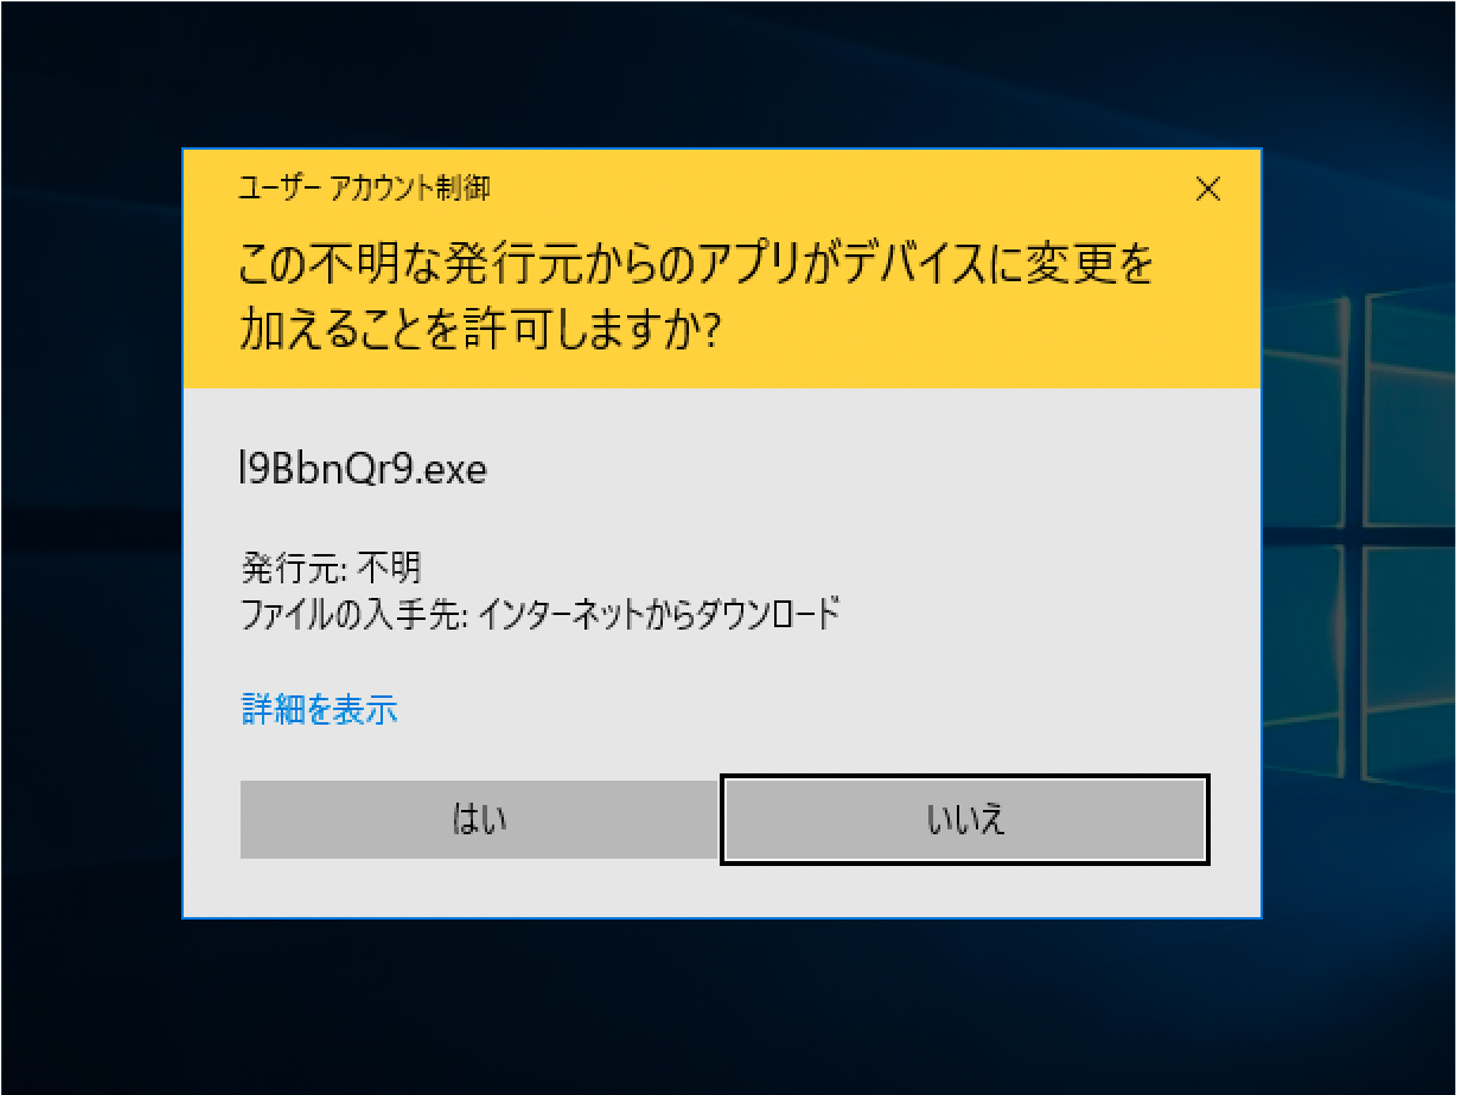 ユーザー アカウント制御
この不明な発行元からのアプリがデバイスに変更を
加えることを許可しますか?
l9BbnQr9.exe
発行元: 不明
ファイルの入手先: インターネットからダウンロード
詳細を表示
はい
いいえ